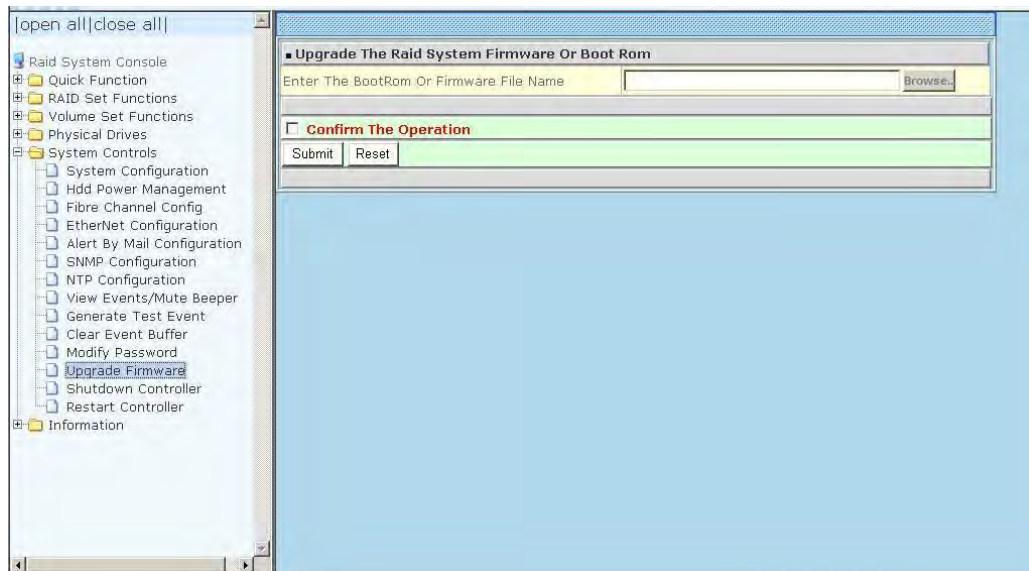 |open all|close all|
Raid System Console
Quick Function
RAID Set Functions
Volume Set Functions
Physical Drives
System Controls
System Configuration
Hdd Power Management
Fibre Channel Config
EtherNet Configuration
Alert By Mail Configuration
SNMP Configuration
NTP Configuration
View Events/Mute Beeper
Generate Test Event
Clear Event Buffer
Modify Password
Upgrade Firmware
Shutdown Controller
Restart Controller
Information
Upgrade The Raid System Firmware Or Boot Rom
Enter The BootRom Or Firmware File Name Browse..
Confirm The Operation
Submit Reset